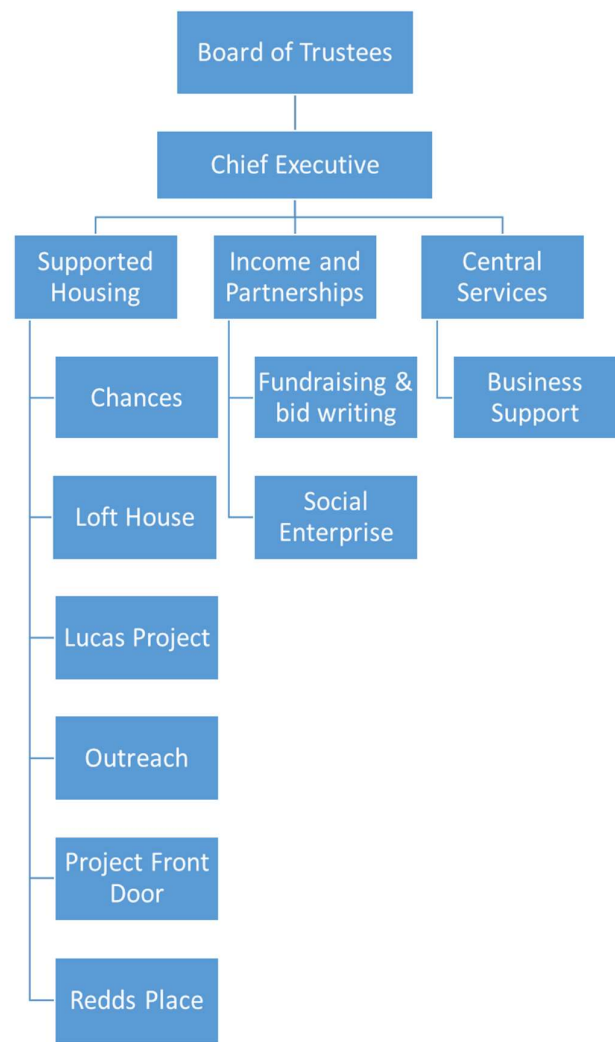 Board of Trustees
Chief Executive
Supported
Housing
Income and
Partnerships
Central
Services
Chances
Loft House
Lucas Project
Outreach
Project Front
Door
Redds Place
Fundraising &
bid writing
Social
Enterprise
Business
Support